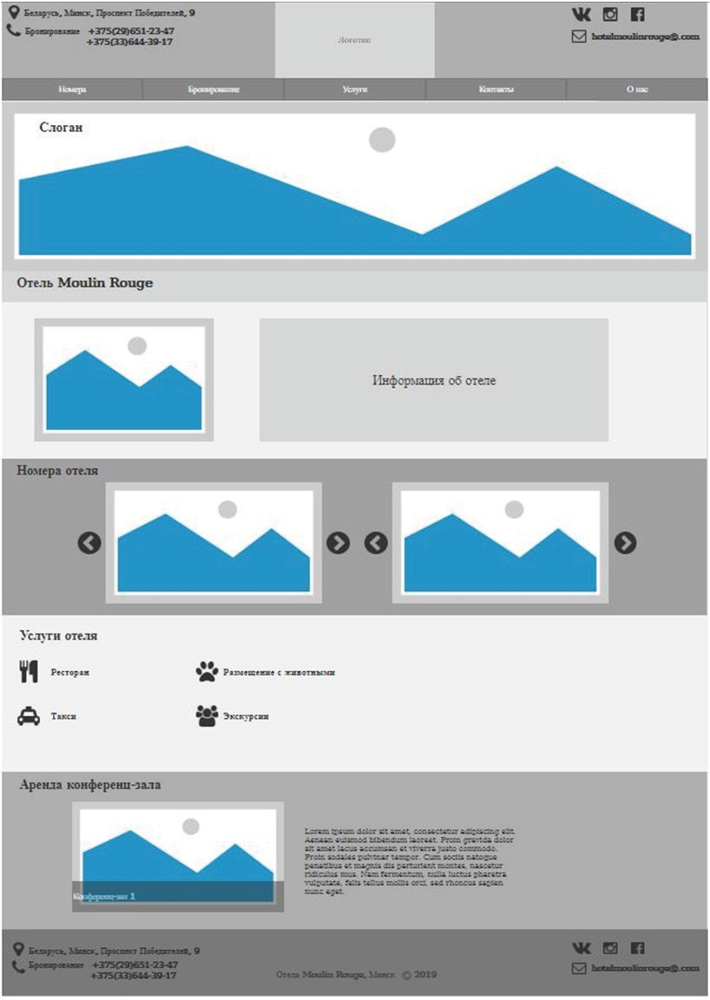 Беларусь, Минск, Проспект Победителей, 9
Бронирование +375(29)651-23-47
+375(33)644-39-17
Логотип
hotelmoulinrouge@.com
Номера Бронирование Услуги Контакты О нас
Слоган
Отель Moulin Rouge
Информация об отеле
Номера отеля
Услуги отеля
Ресторан Размещение с животными
Такси Экскурсии
Аренда конференц-зала
Lorem ipsum dolor sit amet, consectetur adipiscing elit.
Aenean euismod bibendum laoreet. Proin gravida dolor
sit amet lacus accumsan et viverra justo commodo.
Proin sodales pulvinar tempor. Cum sociis natoque
penatibus et magnis dis parturient montes, nascetur
ridiculus mus. Nam fermentum, nulla luctus pharetra
vulputate, felis tellus mollis orci, sed rhoncus sapien
nunc eget.
Конференц-зал 1
Беларусь, Минск, Проспект Победителей, 9
Бронирование +375(29)651-23-47
+375(33)644-39-17
Отель Moulin Rouge, Минск © 2019
hotelmoulinrouge@.com